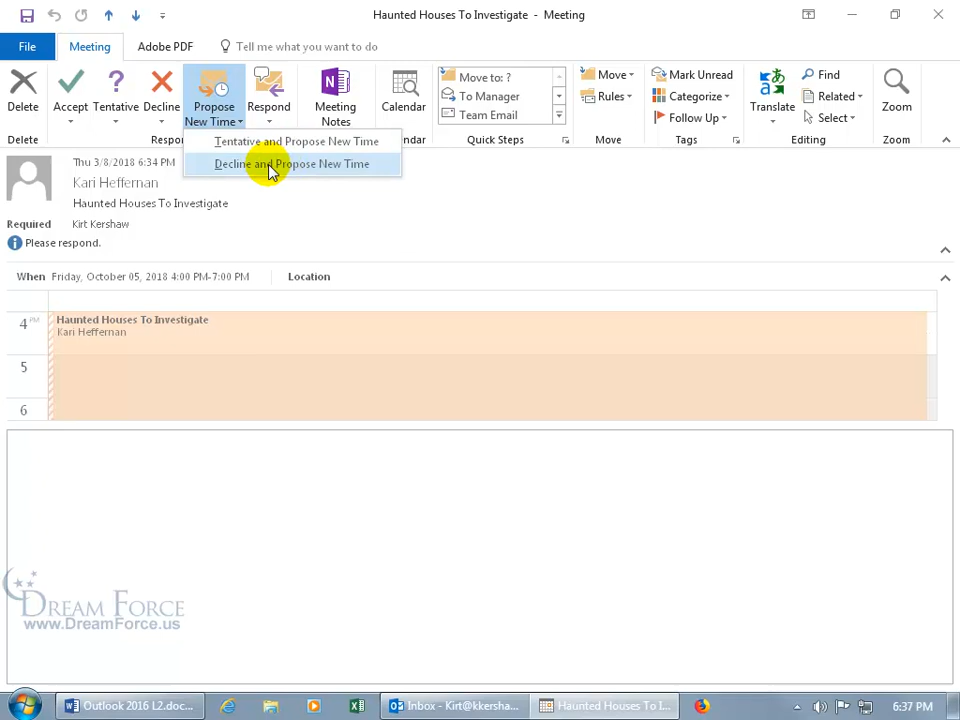 Haunted Houses To Investigate - Meeting
File Meeting Adobe PDF Tell me what you want to do
Delete Accept Tentative Decline Propose New Time Respond Meeting Notes Calendar
Move to: ?
To Manager
Team Email
Move Rules
Mark Unread
Categorize
Follow Up
Translate
Find
Related
Select
Zoom
Delete Respon ndar Quick Steps Move Tags Editing Zoom
Tentative and Propose New Time
Decline and Propose New Time
Thu 3/8/2018 6:34 PM
Kari Heffernan
Haunted Houses To Investigate
Required Kirt Kershaw
Please respond.
When Friday, October 05, 2018 4:00 PM-7:00 PM Location
4 PM Haunted Houses To Investigate
Kari Heffernan
5
6
DREAM FORCE
www.DreamForce.us
Outlook 2016 L2.doc... Inbox - Kirt@kkersha... Haunted Houses To I... 6:37 PM